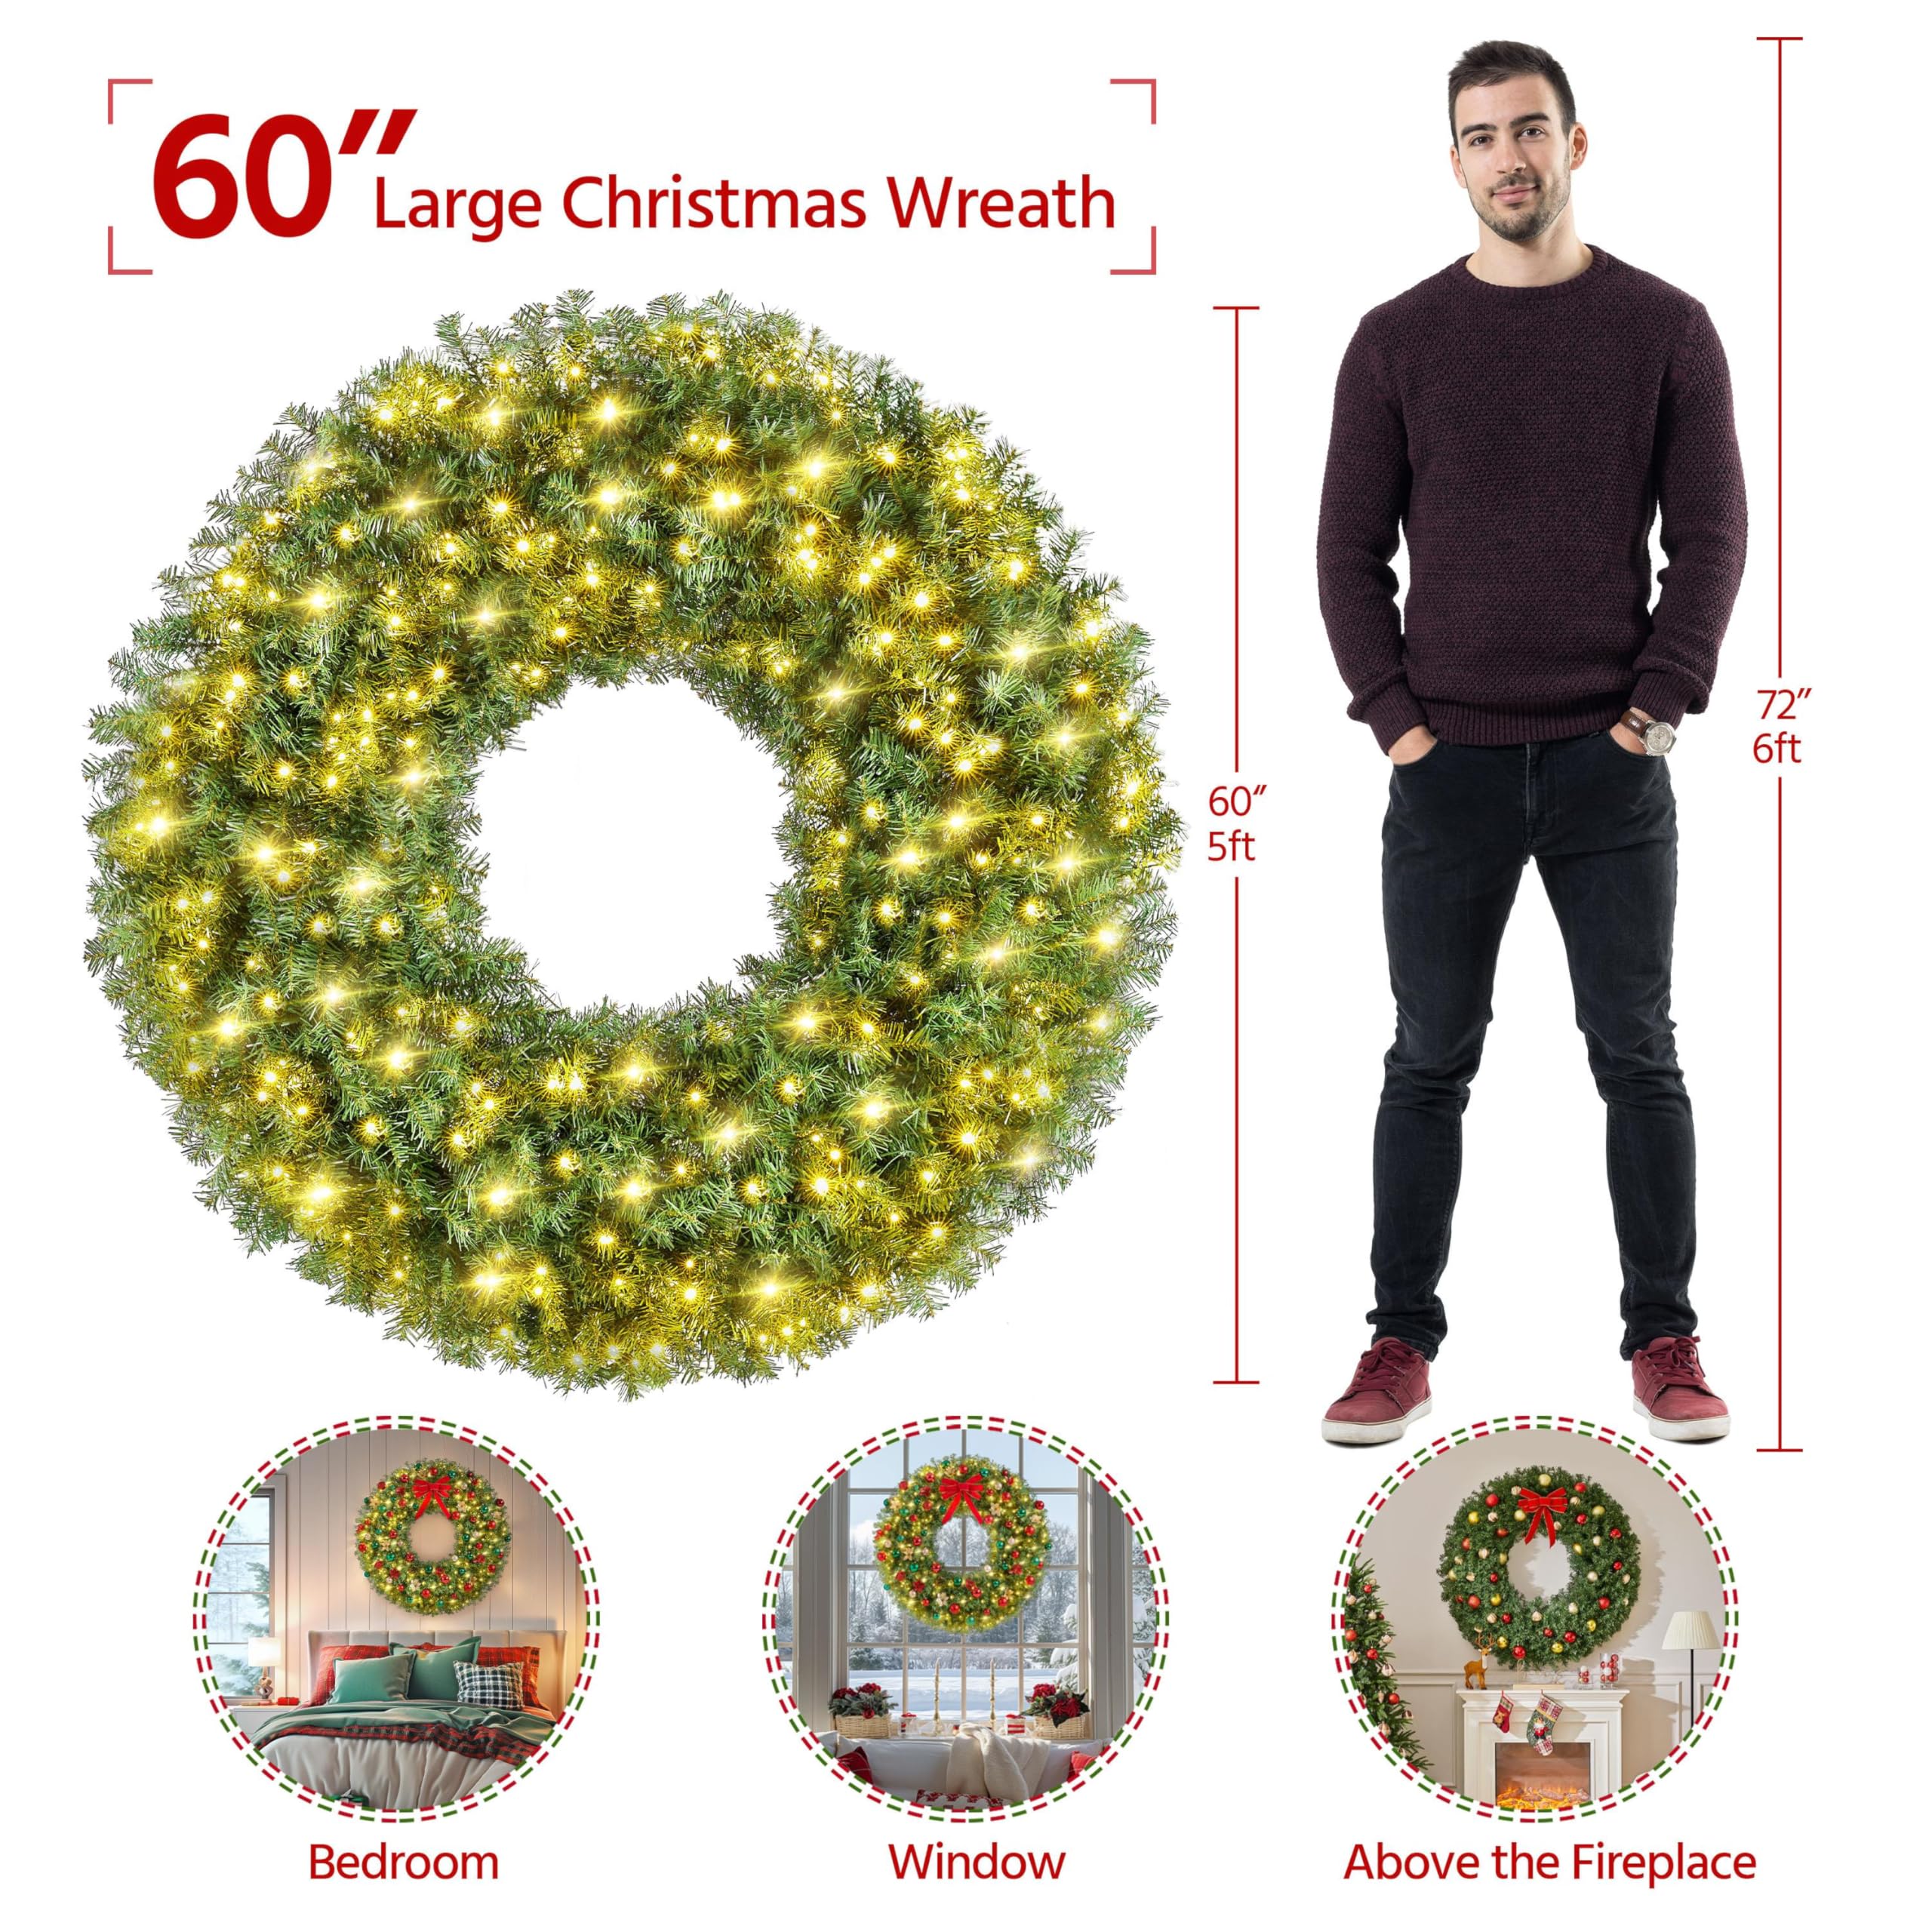 60″ Large Christmas Wreath
72″
6ft
60″
5ft
Bedroom
Window
Above the Fireplace